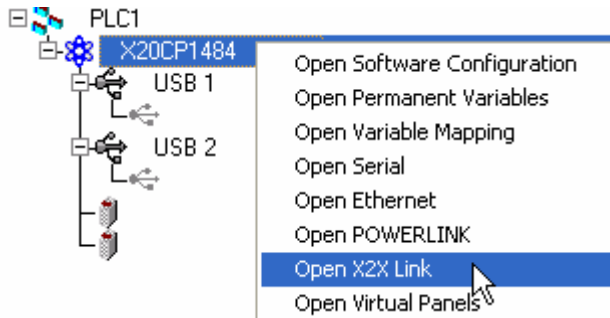 PLC1
X20CP1484
USB 1
USB 2
Open Software Configuration
Open Permanent Variables
Open Variable Mapping
Open Serial
Open Ethernet
Open POWERLINK
Open X2X Link
Open Virtual Panels